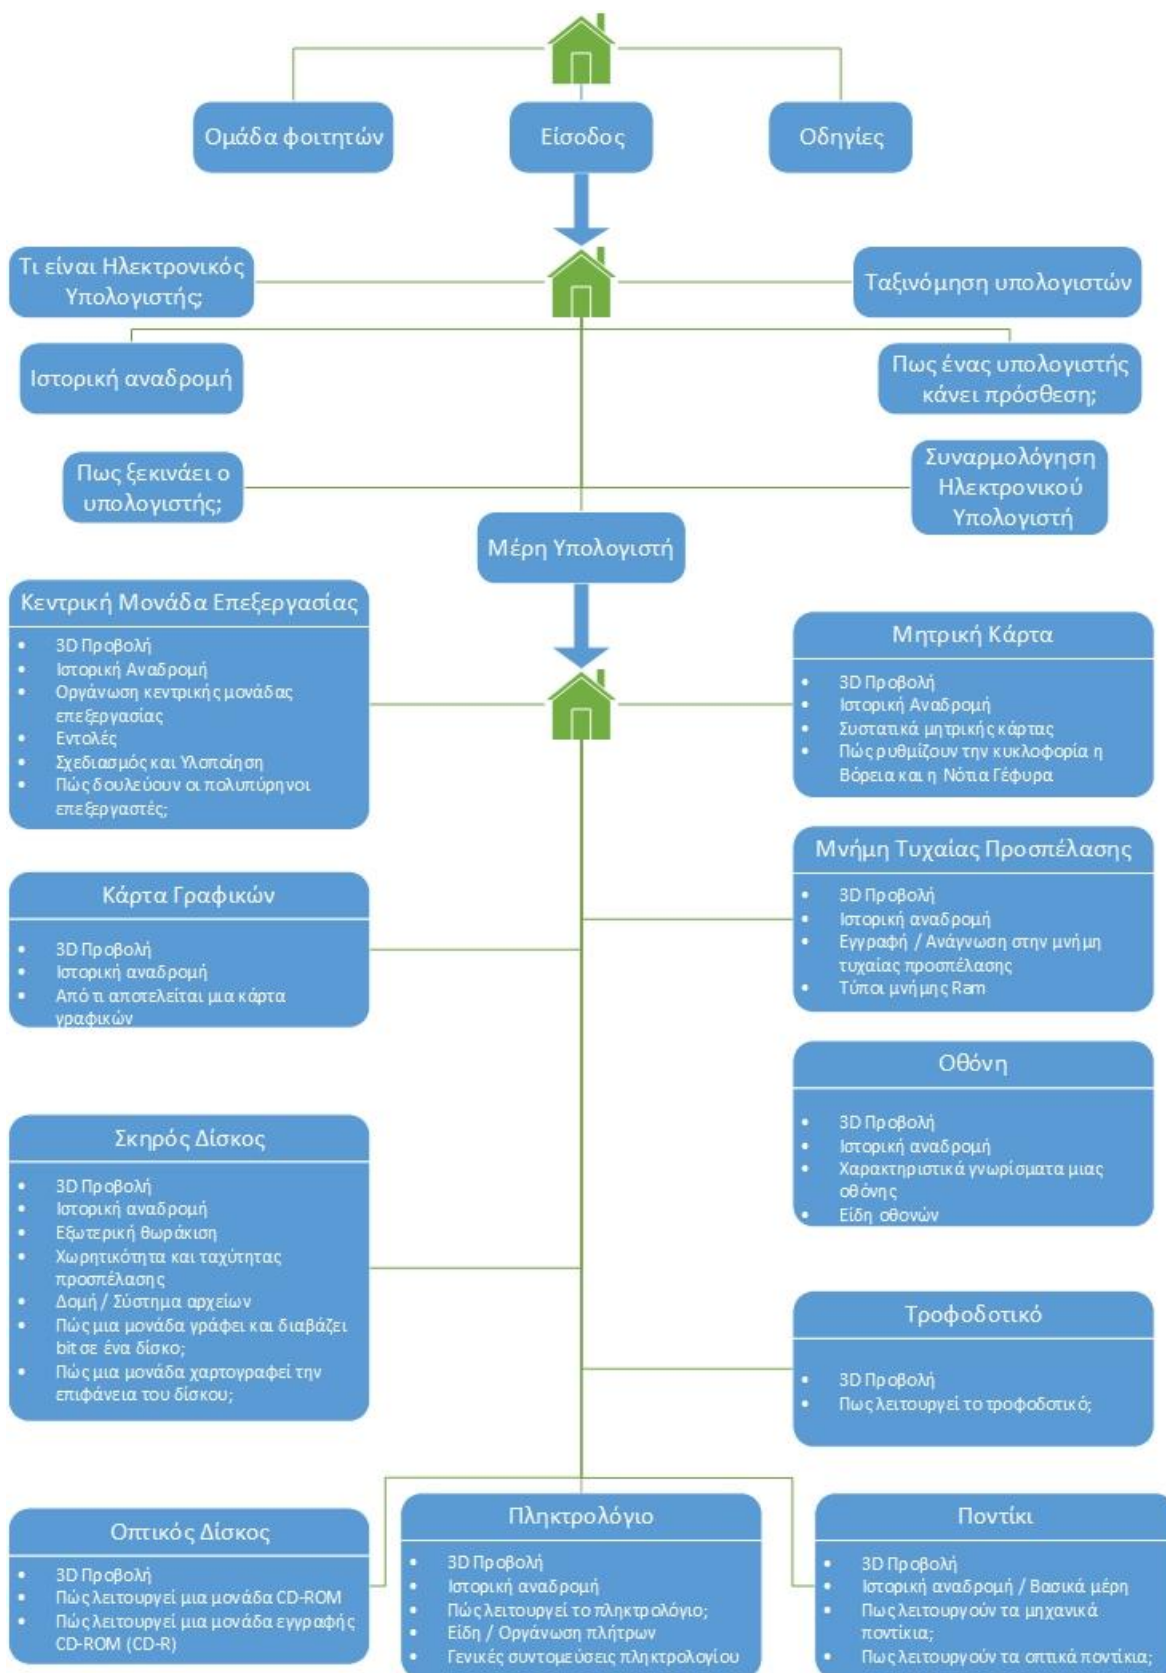 Ομάδα φοιτητών
Είσοδος
Οδηγίες
Τι είναι Ηλεκτρονικός
Υπολογιστής;
Ταξινόμηση υπολογιστών
Ιστορική αναδρομή
Πως ένας υπολογιστής
κάνει πρόσθεση;
Πως ξεκινάει ο
υπολογιστής;
Συναρμολόγηση
Ηλεκτρονικού
Υπολογιστή
Μέρη Υπολογιστή
Κεντρική Μονάδα Επεξεργασίας
• 3D Προβολή
• Ιστορική Αναδρομή
• Οργάνωση κεντρικής μονάδας
επεξεργασίας
• Εντολές
• Σχεδιασμός και Υλοποίηση
• Πώς δουλεύουν οι πολυπύρηνοι
επεξεργαστές;
Μητρική Κάρτα
• 3D Προβολή
• Ιστορική Αναδρομή
• Συστατικά μητρικής κάρτας
• Πώς ρυθμίζουν την κυκλοφορία η
Βόρεια και η Νότια Γέφυρα
Κάρτα Γραφικών
• 3D Προβολή
• Ιστορική αναδρομή
• Από τι αποτελείται μια κάρτα
γραφικών
Μνήμη Τυχαίας Προσπέλασης
• 3D Προβολή
• Ιστορική αναδρομή
• Εγγραφή / Ανάγνωση στην μνήμη
τυχαίας προσπέλασης
• Τύποι μνήμης Ram
Οθόνη
• 3D Προβολή
• Ιστορική αναδρομή
• Χαρακτηριστικά γνωρίσματα μιας
οθόνης
• Είδη οθονών
Σκηρός Δίσκος
• 3D Προβολή
• Ιστορική αναδρομή
• Εξωτερική θωράκιση
• Χωρητικότητα και ταχύτητας
προσπέλασης
• Δομή / Σύστημα αρχείων
• Πώς μια μονάδα γράφει και διαβάζει
bit σε ένα δίσκο;
• Πώς μια μονάδα χαρτογραφεί την
επιφάνεια του δίσκου;
Τροφοδοτικό
• 3D Προβολή
• Πως λειτουργεί το τροφοδοτικό;
Οπτικός Δίσκος
• 3D Προβολή
• Πώς λειτουργεί μια μονάδα CD-ROM
• Πώς λειτουργεί μια μονάδα εγγραφής
CD-ROM (CD-R)
Πληκτρολόγιο
• 3D Προβολή
• Ιστορική αναδρομή
• Πώς λειτουργεί το πληκτρολόγιο;
• Είδη / Οργάνωση πλήτρων
• Γενικές συντομεύσεις πληκτρολογίου
Ποντίκι
• 3D Προβολή
• Ιστορική αναδρομή / Βασικά μέρη
• Πως λειτουργούν τα μηχανικά
ποντίκια;
• Πως λειτουργούν τα οπτικά ποντίκια;